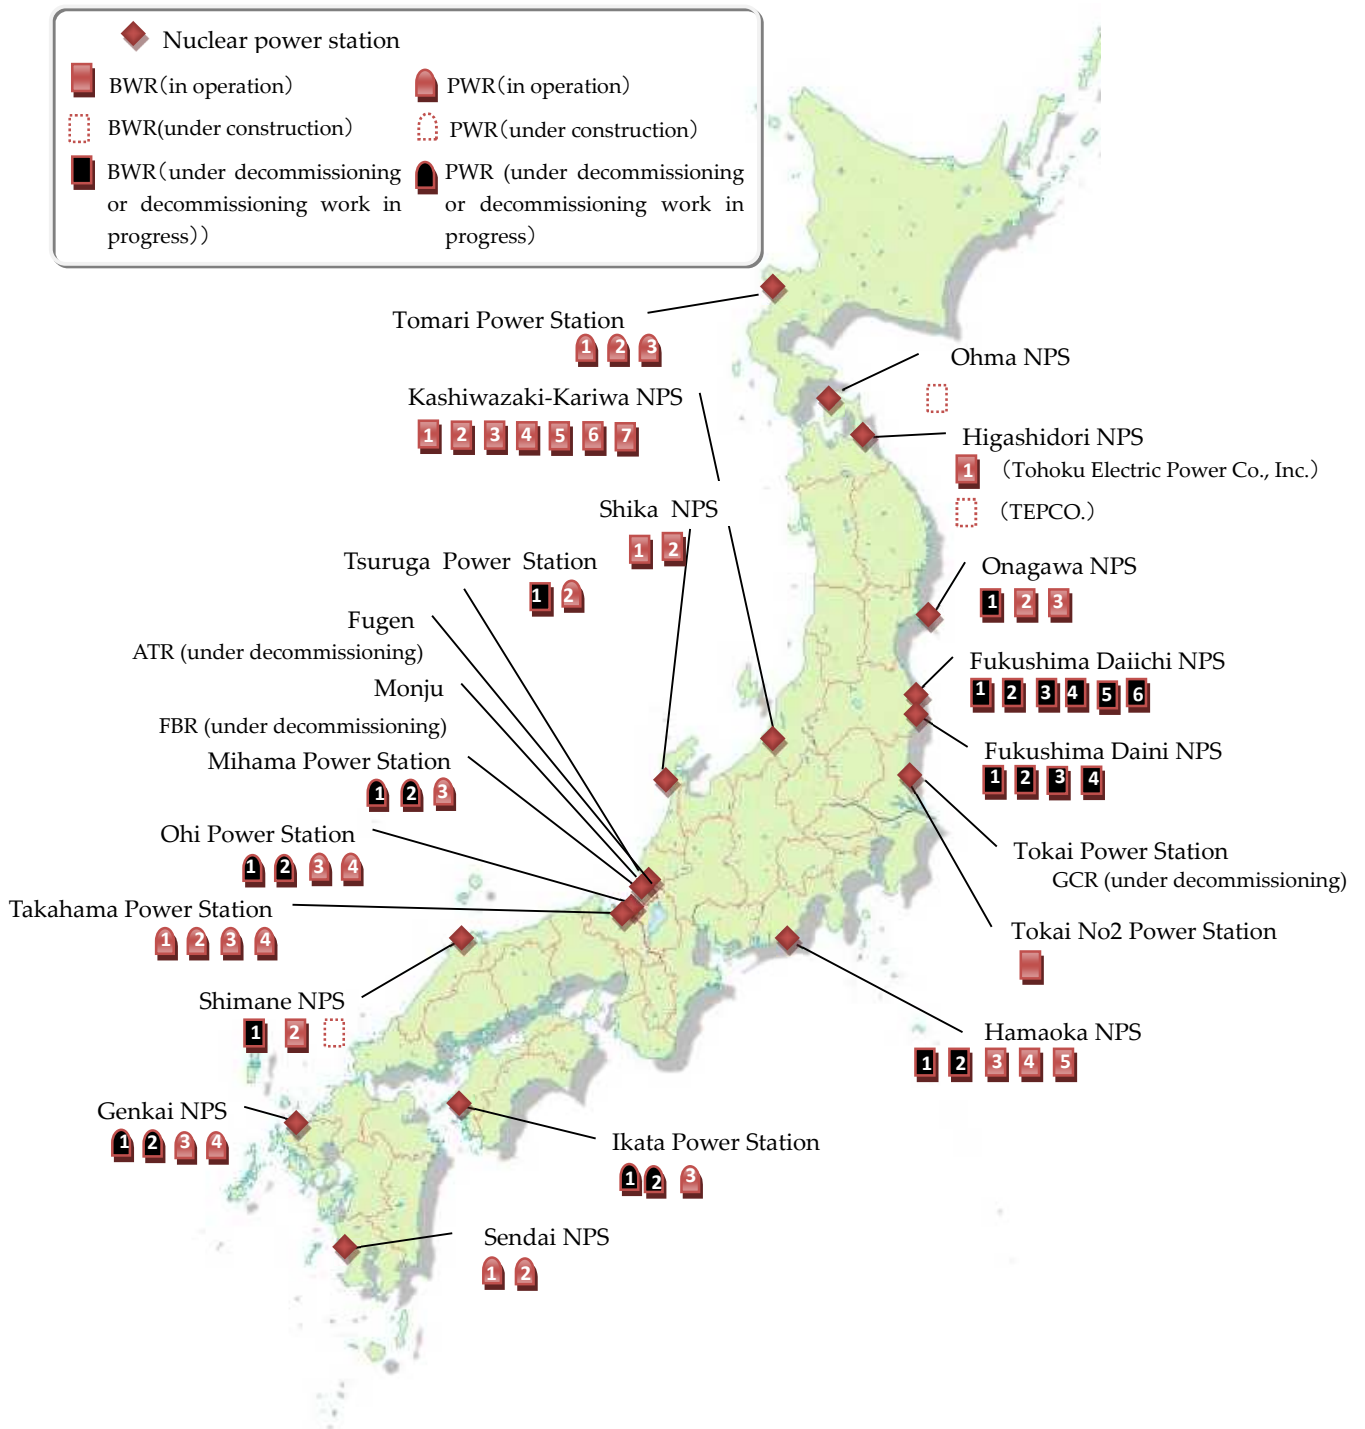 Nuclear power station
BWR（in operation）
PWR（in operation）
BWR(under construction）
PWR（under construction）
BWR（under decommissioning
or decommissioning work in
progress)）
PWR (under decommissioning
or decommissioning work in
progress）
Tomari Power Station
1 2 3
Ohma NPS
Kashiwazaki-Kariwa NPS
1 2 3 4 5 6 7
Higashidori NPS
1 （Tohoku Electric Power Co., Inc.）
（TEPCO.）
Shika NPS
1 2
Tsuruga Power Station
1 2
Onagawa NPS
1 2 3
Fugen
ATR (under decommissioning)
Monju
FBR (under decommissioning)
Fukushima Daiichi NPS
1 2 3 4 5 6
Mihama Power Station
1 2 3
Fukushima Daini NPS
1 2 3 4
Ohi Power Station
1 2 3 4
Tokai Power Station
GCR (under decommissioning)
Takahama Power Station
1 2 3 4
Tokai No2 Power Station
Shimane NPS
1 2
Hamaoka NPS
1 2 3 4 5
Genkai NPS
1 2 3 4
Ikata Power Station
1 2 3
Sendai NPS
1 2